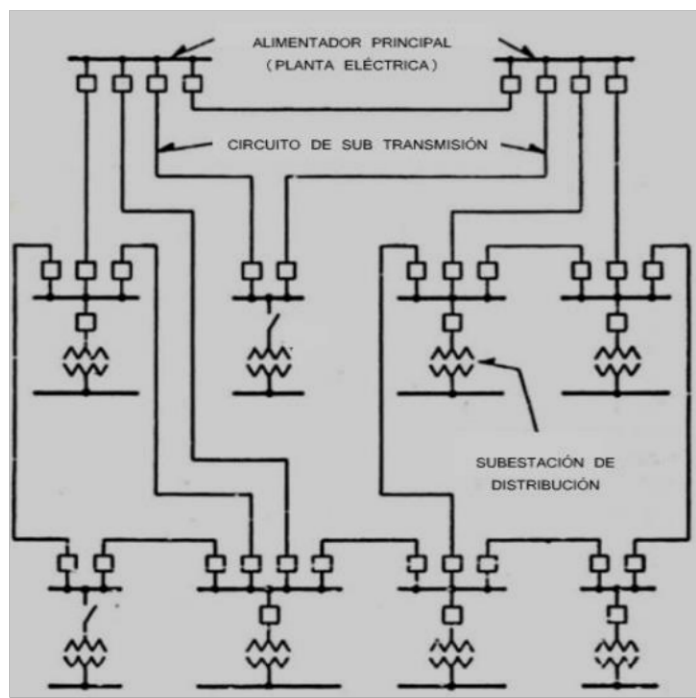 ALIMENTADOR PRINCIPAL
(PLANTA ELÉCTRICA)
CIRCUITO DE SUB TRANSMISIÓN
SUBESTACIÓN DE
DISTRIBUCIÓN